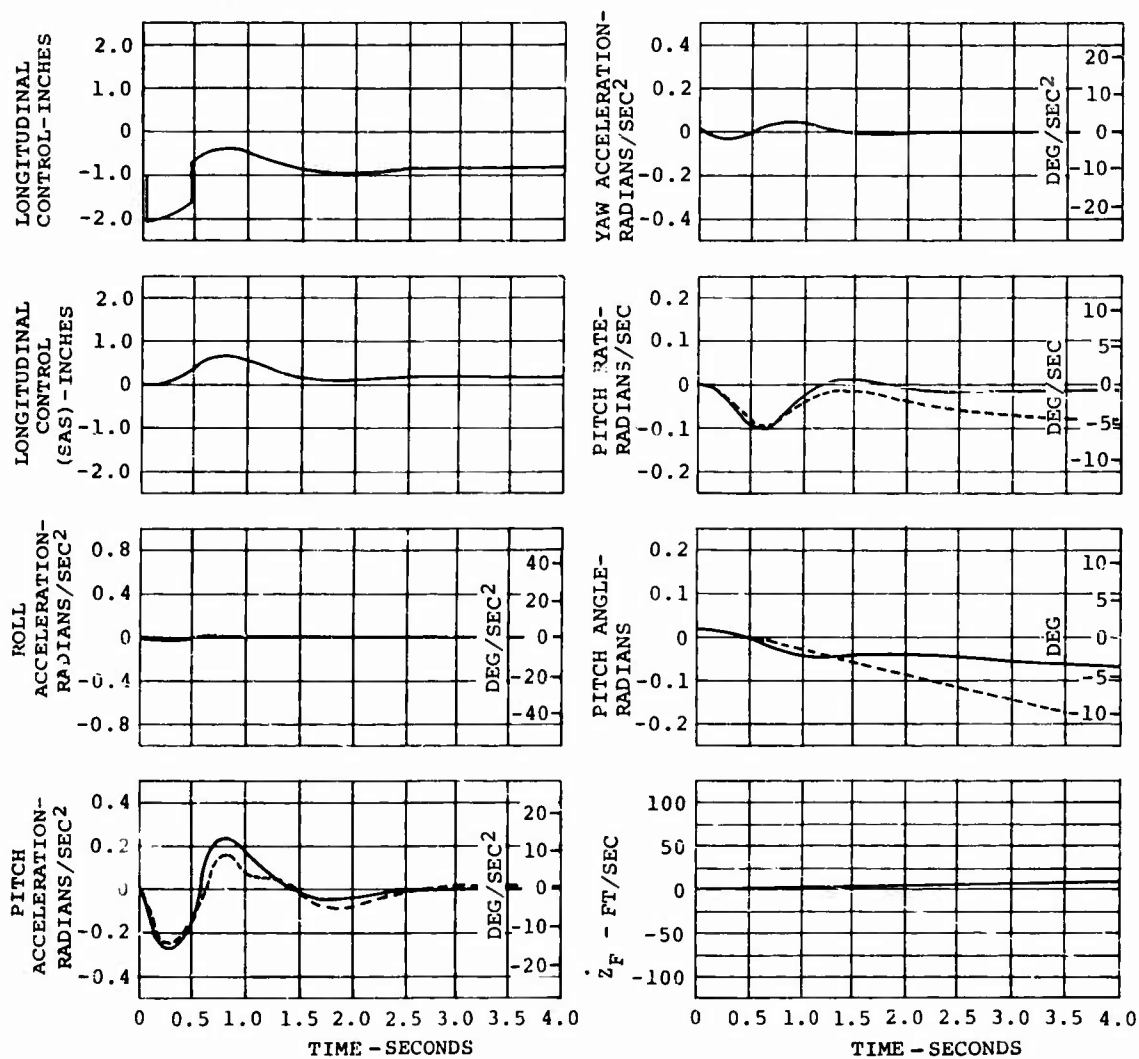 LONGITUDINAL
CONTROL-INCHES
2.0
1.0
0
-1.0
-2.0
LONGITUDINAL
CONTROL
(SAS)-INCHES
2.0
1.0
0
-1.0
-2.0
ROLL
ACCELERATION-
RADIANS/SEC2
0.8
0.4
0
-0.4
-0.8
40
20
0
-20
-40
DEG/SEC2
PITCH
ACCELERATION-
RADIANS/SEC2
0.4
0.2
0
-0.2
-0.4
20
10
0
-10
-20
DEG/SEC2
0 0.5 1.0 1.5 2.0 2.5 3.0 3.5 4.0
TIME-SECONDS
YAW ACCELERATION-
RADIANS/SEC2
0.4
0.2
0
-0.2
-0.4
20
10
0
-10
-20
DEG/SEC2
PITCH RATE-
RADIANS/SEC
0.2
0.1
0
-0.1
-0.2
10
5
0
-5
-10
DEG/SEC
PITCH ANGLE-
RADIANS
0.2
0.1
0
-0.1
-0.2
10
5
0
-5
-10
DEG
ŻF - FT/SEC
100
50
0
-50
-100
0 0.5 1.0 1.5 2.0 2.5 3.0 3.5 4.0
TIME-SECONDS